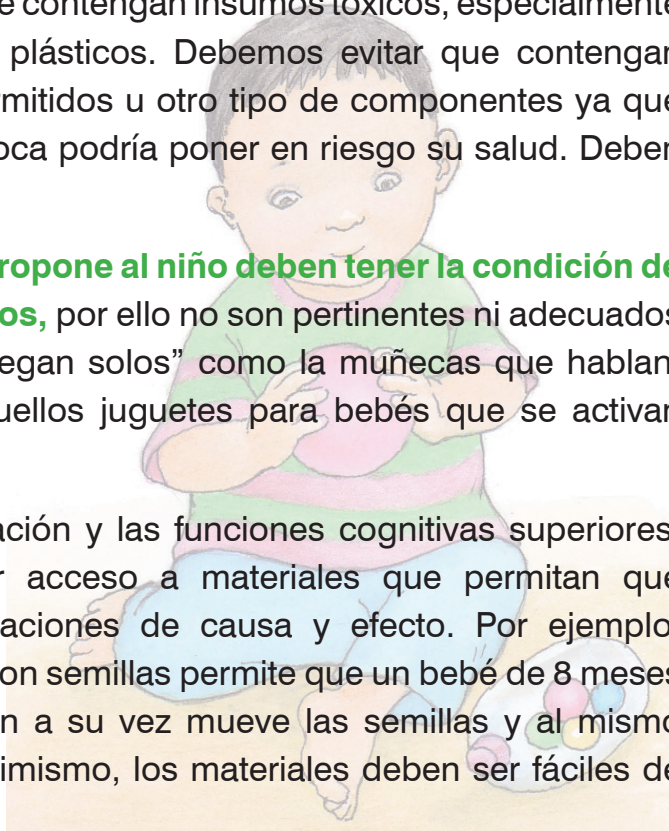 contengan insumos tóxicos, especialmente
plásticos. Debemos evitar que contengan
rmitidos u otro tipo de componentes ya que
oca podría poner en riesgo su salud. Deben
ropone al niño deben tener la condición de
os, por ello no son pertinentes ni adecuados
egan solos” como la muñecas que hablan
uellos juguetes para bebés que se activan
ación y las funciones cognitivas superiores
r acceso a materiales que permitan que
aciones de causa y efecto. Por ejemplo
on semillas permite que un bebé de 8 meses
n a su vez mueve las semillas y al mismo
imismo, los materiales deben ser fáciles de